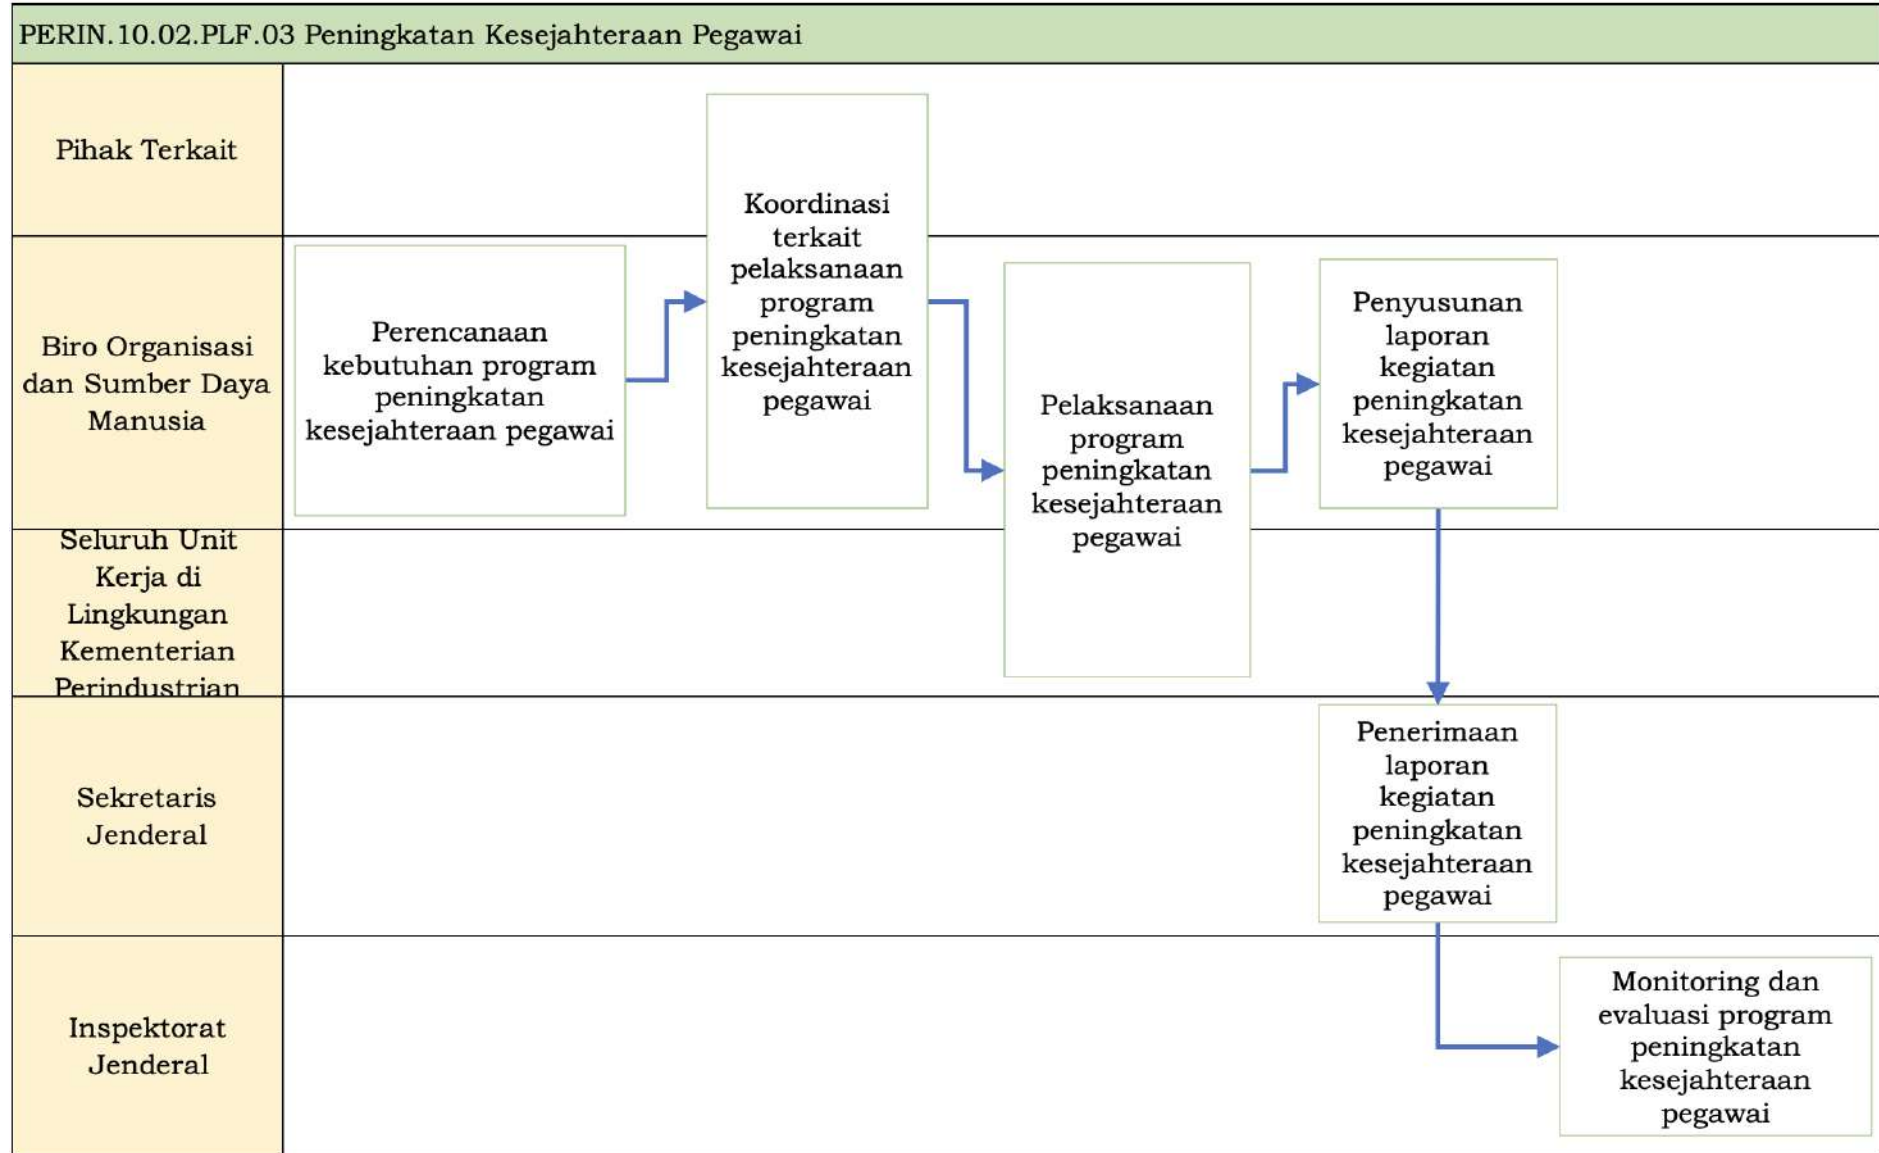 PERIN.10.02.PLF.03 Peningkatan Kesejahteraan Pegawai
Pihak Terkait
Koordinasi
terkait
pelaksanaan
program
peningkatan
kesejahteraan
pegawai
Biro Organisasi
dan Sumber Daya
Manusia
Perencanaan
kebutuhan program
peningkatan
kesejahteraan pegawai
Pelaksanaan
program
peningkatan
kesejahteraan
pegawai
Penyusunan
laporan
kegiatan
peningkatan
kesejahteraan
pegawai
Seluruh Unit
Kerja di
Lingkungan
Kementerian
Perindustrian
Sekretaris
Jenderal
Penerimaan
laporan
kegiatan
peningkatan
kesejahteraan
pegawai
Inspektorat
Jenderal
Monitoring dan
evaluasi program
peningkatan
kesejahteraan
pegawai